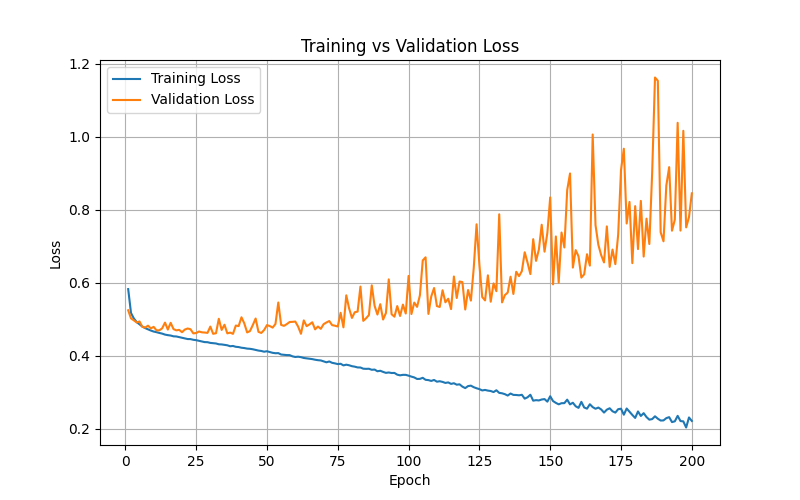 Training vs Validation Loss
Training Loss
Validation Loss
1.2
1.0
0.8
0.6
0.4
0.2
Loss
0 25 50 75 100 125 150 175 200
Epoch